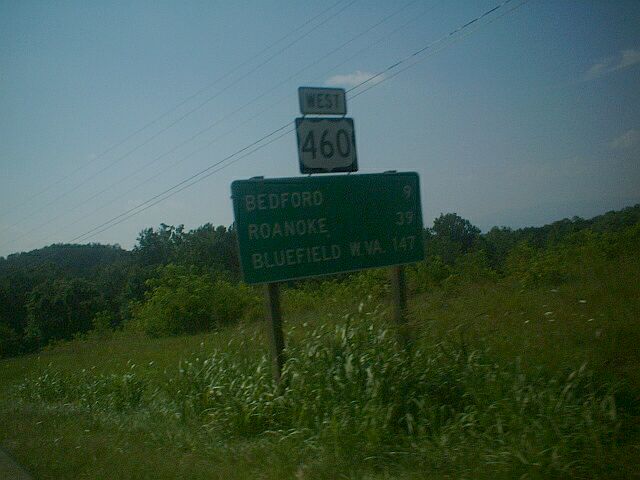 WEST
460
BEDFORD 9
ROANOKE 39
BLUEFIELD W.VA. 147